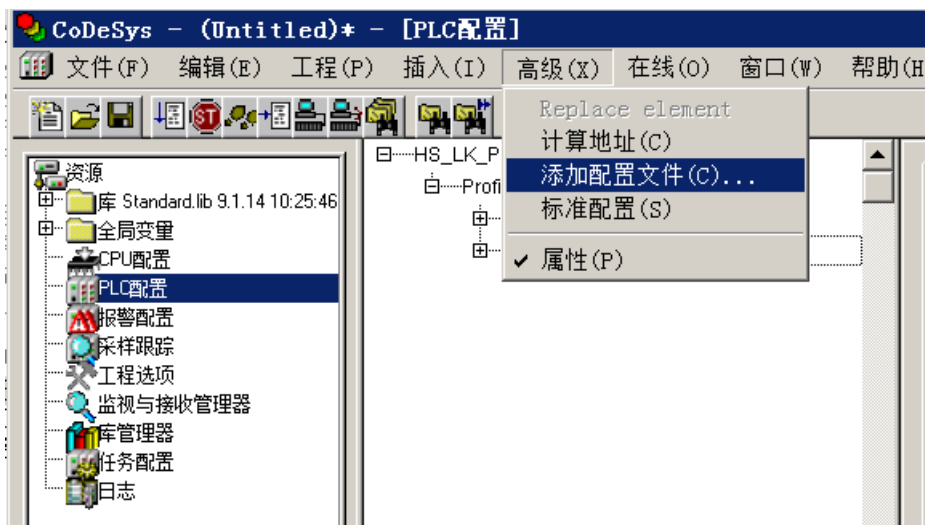 CoDeSys - (Untitled)* - [PLC配置]
文件(F) 编辑(E) 工程(P) 插入(I) 高级(X) 在线(O) 窗口(W) 帮助(H
Replace element
计算地址(C)
添加配置文件(C)...
标准配置(S)
属性(P)
HS_LK_P
Profi
资源
库 Standard.lib 9.1.14 10:25:46
全局变量
CPU配置
PLC配置
报警配置
采样跟踪
工程选项
监视与接收管理器
库管理器
任务配置
日志